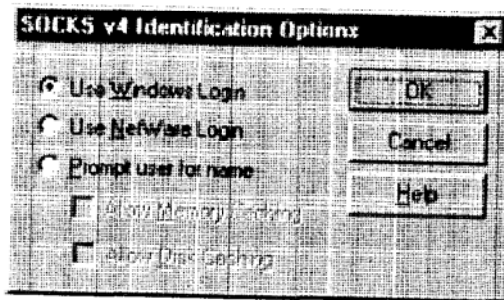 SOCKS v4 Identification Options
Use Windows Login
Use NetWare Login
Prompt user for name
Allow Memory Caching
Allow Disk Caching
OK
Cancel
Help